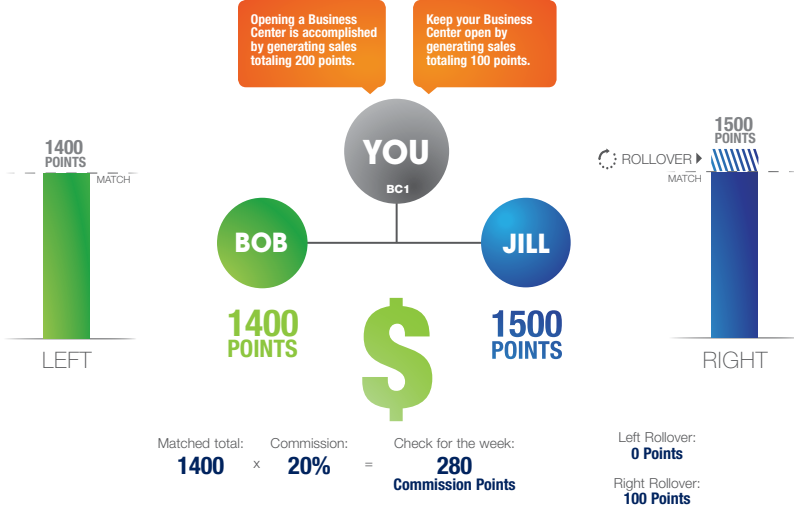 Opening a Business
Center is accomplished
by generating sales
totaling 200 points.
Keep your Business
Center open by
generating sales
totaling 100 points.
YOU
BC1
1400
POINTS
MATCH
1500
POINTS
ROLLOVER
MATCH
BOB
JILL
1400
POINTS
1500
POINTS
$
LEFT
RIGHT
Matched total: Commission: Check for the week:
1400 x 20% = 280
Commission Points
Left Rollover:
0 Points
Right Rollover:
100 Points